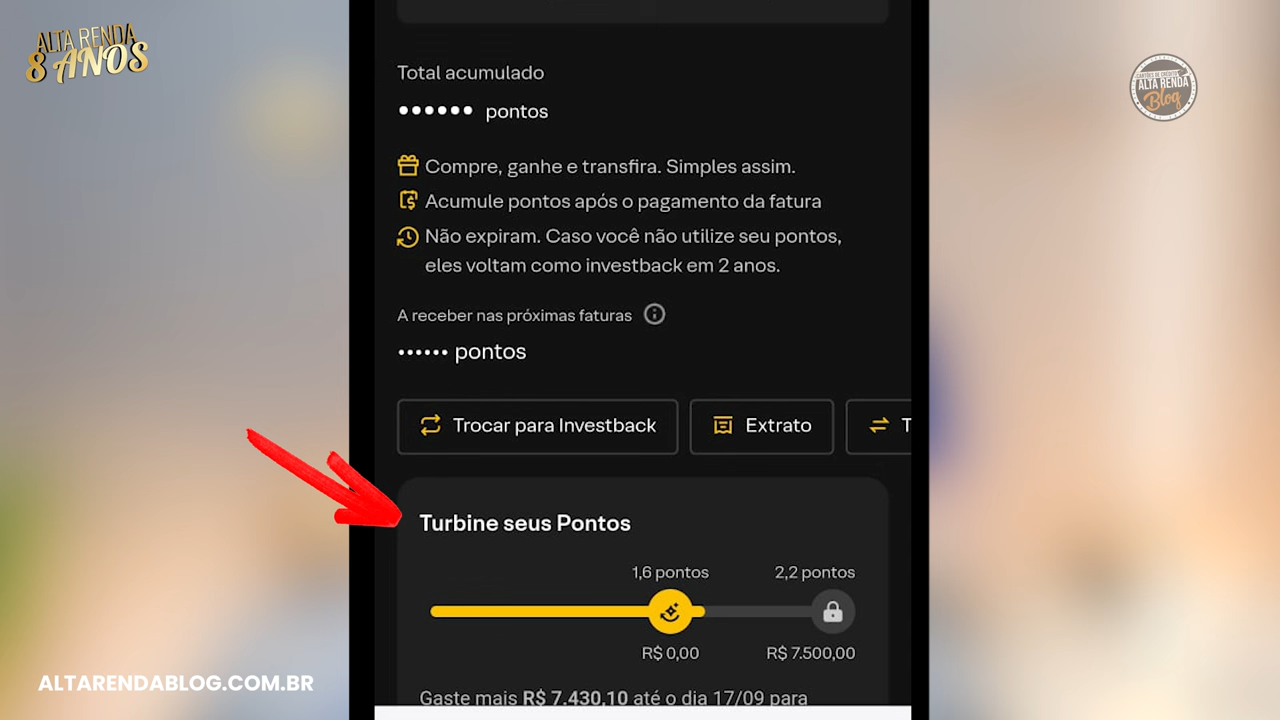 ALTA RENDA
8 ANOS
CARTÕES DE CRÉDITO
ALTA RENDA
Blog
Total acumulado
•••••• pontos
Compre, ganhe e transfira. Simples assim.
Acumule pontos após o pagamento da fatura
Não expiram. Caso você não utilize seu pontos,
eles voltam como investback em 2 anos.
A receber nas próximas faturas
•••••• pontos
Trocar para Investback
Extrato
T
Turbine seus Pontos
1,6 pontos
2,2 pontos
R$ 0,00
R$ 7.500,00
Gaste mais R$ 7.430,10 até o dia 17/09 para
ALTARENDABLOG.COM.BR